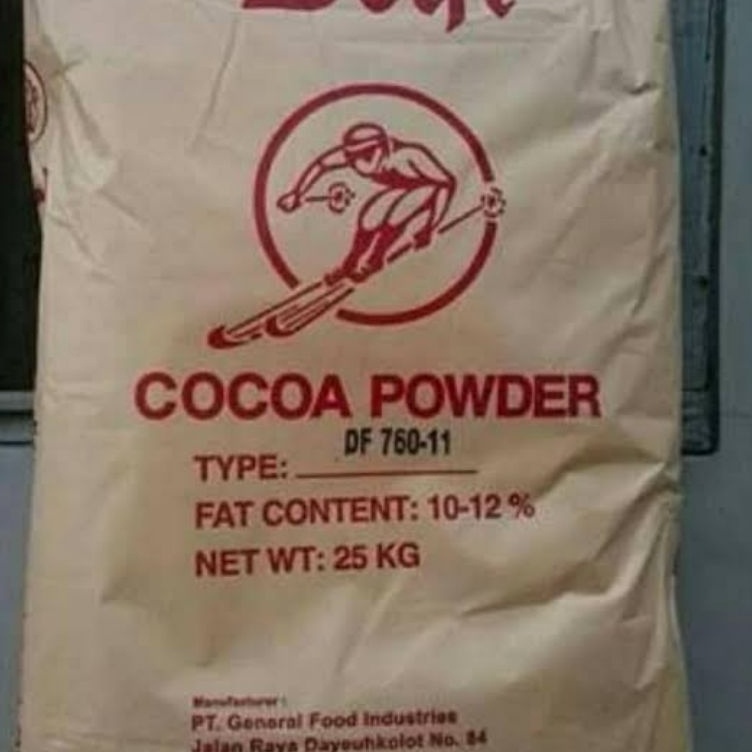 COCOA POWDER
DF 760-11
TYPE:
FAT CONTENT: 10-12 %
NET WT: 25 KG
Manufacturer :
PT. General Food Industries
Jalan Raya Dayeuhkolot No. 84